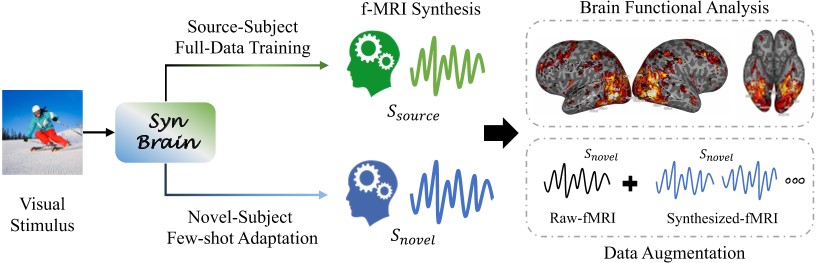 Source-Subject
Full-Data Training
f-MRI Synthesis
Brain Functional Analysis
S_source
Syn
Brain
S_novel
S_novel
Raw-fMRI
Synthesized-fMRI
Visual
Stimulus
Novel-Subject
Few-shot Adaptation
S_novel
Data Augmentation